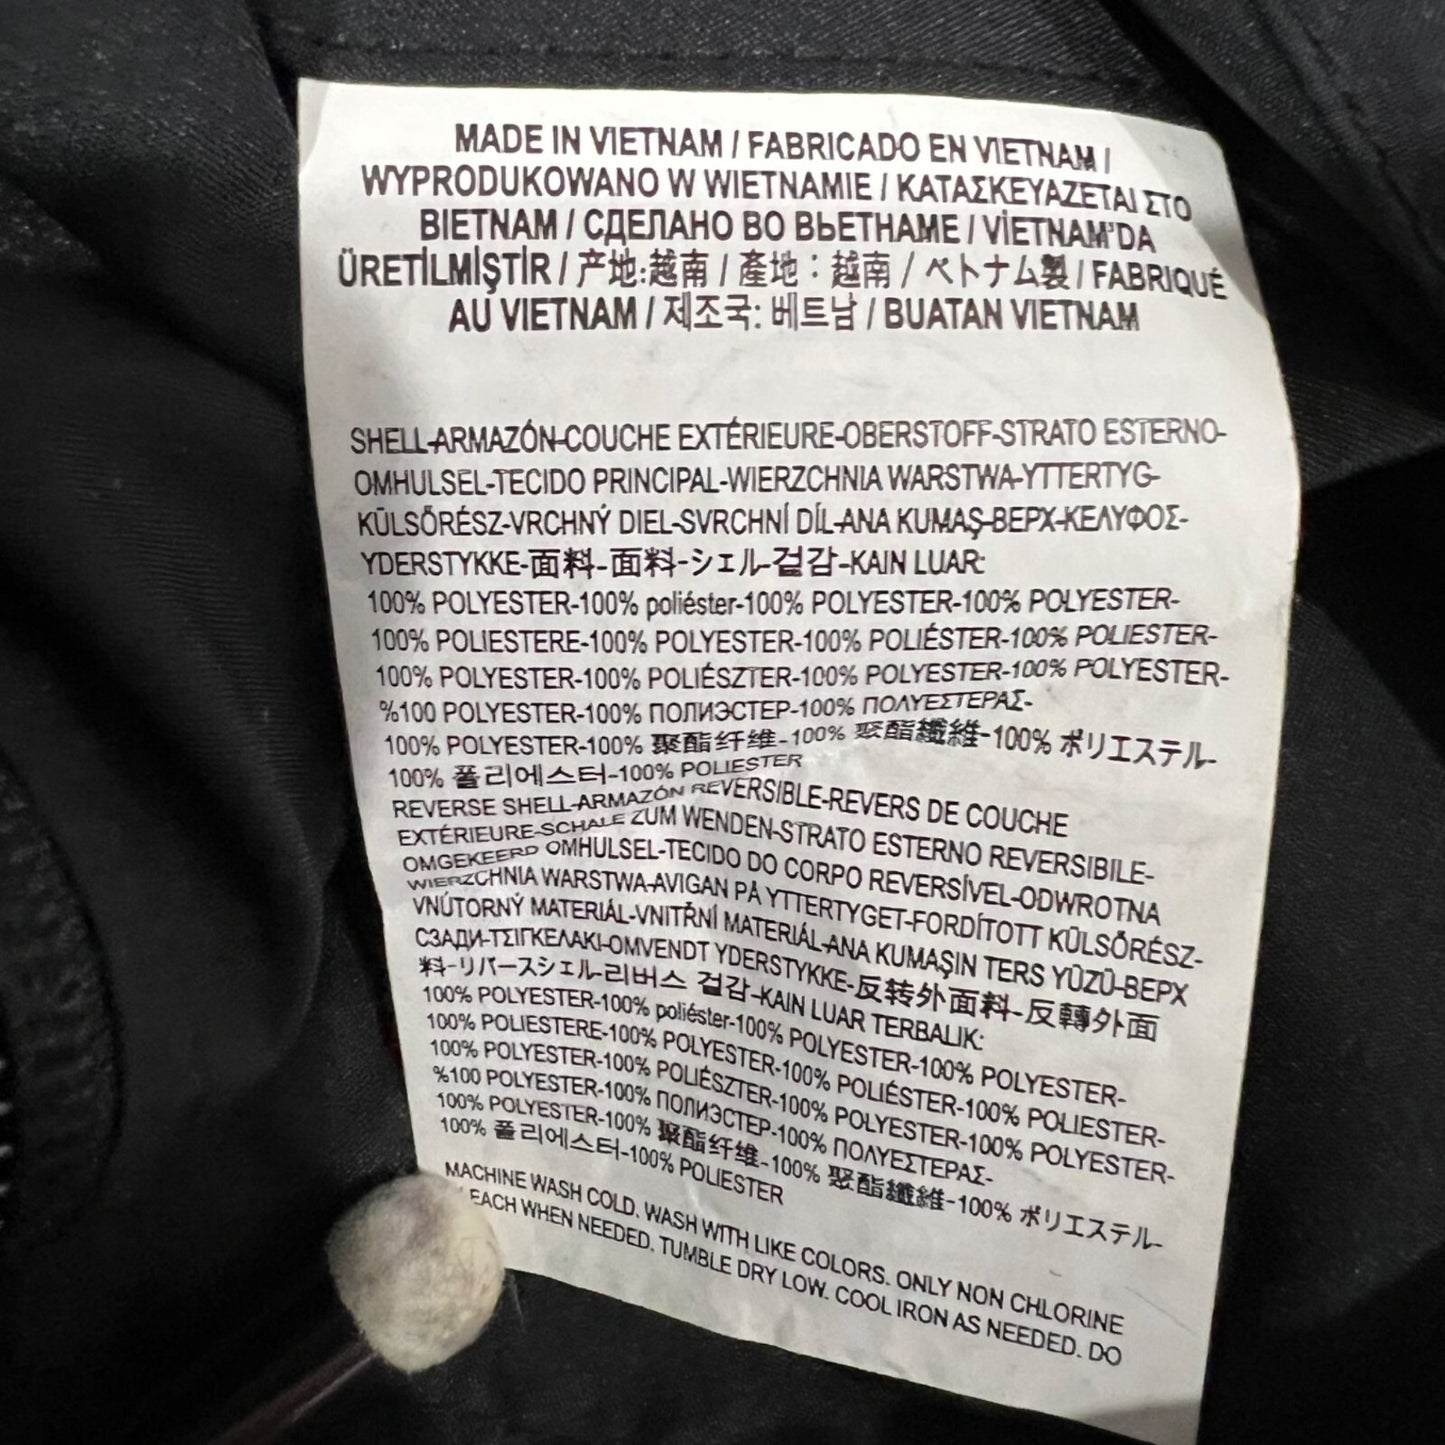 MADE IN VIETNAM / FABRICADO EN VIETNAM /
WYPRODUKOWANO W WIETNAMIE / ΚΑΤΑΣΚΕΥΑΖΕΤΑΙ ΣΤΟ
ΒΙΕΤΝΑΜ / СДЕЛАНО ВО ВЬЕТНАМЕ / VİETNAM'DA
ÜRETİLMİŞTİR / 产地:越南 / 產地：越南 / ベトナム製 / FABRIQUÉ
AU VIETNAM / 제조국: 베트남 / BUATAN VIETNAM
SHELL-ARMAZÓN-COUCHE EXTÉRIEURE-OBERSTOFF-STRATO ESTERNO-
OMHULSEL-TECIDO PRINCIPAL-WIERZCHNIA WARSTWA-YTTERTYG-
KÜLSŐRÉSZ-VRCHNÝ DIEL-SVRCHNÍ DÍL-ANA KUMAŞ-ВЕРХ-ΚΕΛΥΦΟΣ-
YDERSTYKKE-面料-面料-シェル-겉감-KAIN LUAR:
100% POLYESTER-100% poliéster-100% POLYESTER-100% POLYESTER-
100% POLIESTERE-100% POLYESTER-100% POLIÉSTER-100% POLIESTER-
100% POLYESTER-100% POLIÉSZTER-100% POLYESTER-100% POLYESTER-
%100 POLYESTER-100% ПОЛИЭСТЕР-100% ΠΟΛΥΕΣΤΕΡΑΣ-
100% POLYESTER-100% 聚酯纤维-100% 聚酯纖維-100% ポリエステル-
100% 폴리에스터-100% POLIESTER
REVERSE SHELL-ARMAZÓN REVERSIBLE-REVERS DE COUCHE
EXTÉRIEURE-SCHALE ZUM WENDEN-STRATO ESTERNO REVERSIBILE-
OMGEKEERD OMHULSEL-TECIDO DO CORPO REVERSÍVEL-ODWROTNA
WIERZCHNIA WARSTWA-AVIGAN PÅ YTTERTYGET-FORDÍTOTT KÜLSŐRÉSZ-
VNÚTORNÝ MATERIÁL-VNITŘNÍ MATERIÁL-ANA KUMAŞIN TERS YÜZÜ-ВЕРХ
СЗАДИ-ΤΣΙΓΚΕΛΑΚΙ-OMVENDT YDERSTYKKE-反转外面料-反轉外面
料-リバースシェル-리버스 겉감-KAIN LUAR TERBALIK:
100% POLYESTER-100% poliéster-100% POLYESTER-100% POLYESTER-
100% POLIESTERE-100% POLYESTER-100% POLIÉSTER-100% POLIESTER-
100% POLYESTER-100% POLIÉSZTER-100% POLYESTER-100% POLYESTER-
%100 POLYESTER-100% ПОЛИЭСТЕР-100% ΠΟΛΥΕΣΤΕΡΑΣ-
100% POLYESTER-100% 聚酯纤维-100% 聚酯纖維-100% ポリエステル-
100% 폴리에스터-100% POLIESTER
MACHINE WASH COLD. WASH WITH LIKE COLORS. ONLY NON CHLORINE
EACH WHEN NEEDED. TUMBLE DRY LOW. COOL IRON AS NEEDED. DO